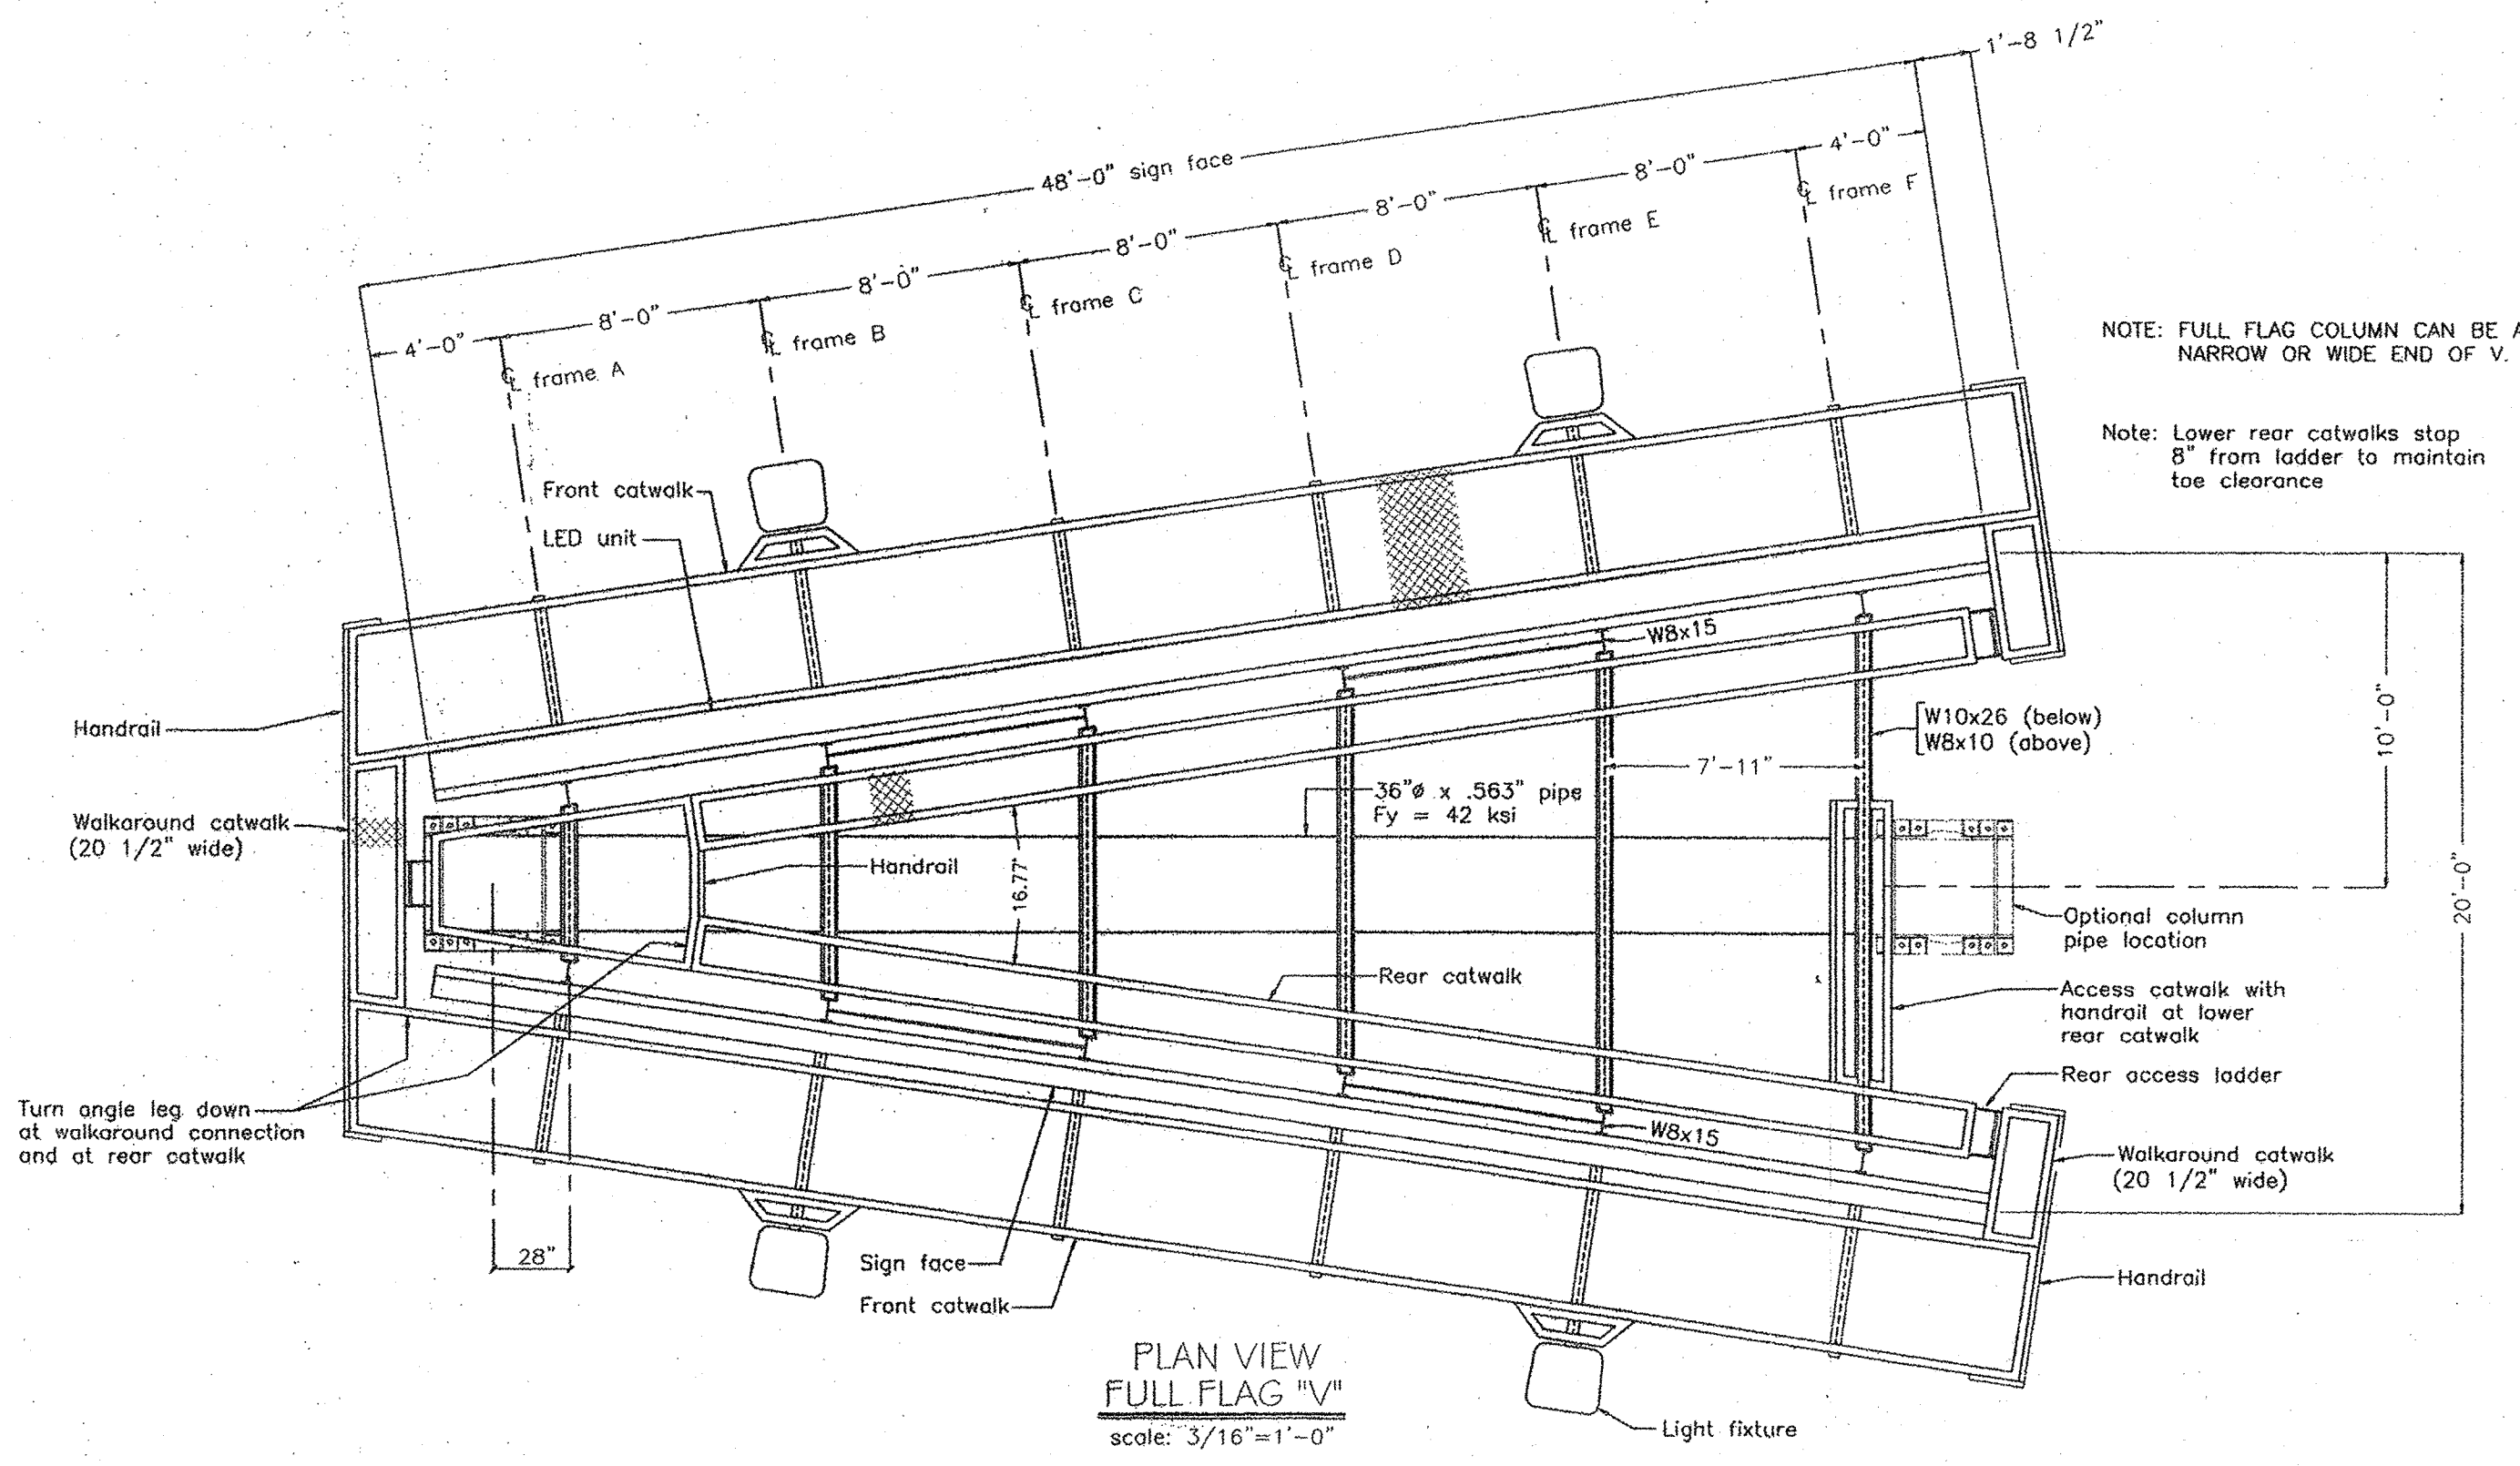 1'-8 1/2"
48'-0" sign face
4'-0"
8'-0"
8'-0"
8'-0"
8'-0"
8'-0"
4'-0"
℄ frame A
℄ frame B
℄ frame C
℄ frame D
℄ frame E
℄ frame F
NOTE: FULL FLAG COLUMN CAN BE A
NARROW OR WIDE END OF V.
Note: Lower rear catwalks stop
8" from ladder to maintain
toe clearance
Front catwalk
LED unit
W8x15
Handrail
W10x26 (below)
W8x10 (above)
10'-0"
7'-11"
36"ø x .563" pipe
Fy = 42 ksi
Walkaround catwalk
(20 1/2" wide)
Handrail
16.77°
20'-0"
Optional column
pipe location
Rear catwalk
Access catwalk with
handrail at lower
rear catwalk
Rear access ladder
Turn angle leg down
at walkaround connection
and at rear catwalk
W8x15
Walkaround catwalk
(20 1/2" wide)
28"
Sign face
Front catwalk
Handrail
PLAN VIEW
FULL FLAG "V"
scale: 3/16"=1'-0"
Light fixture